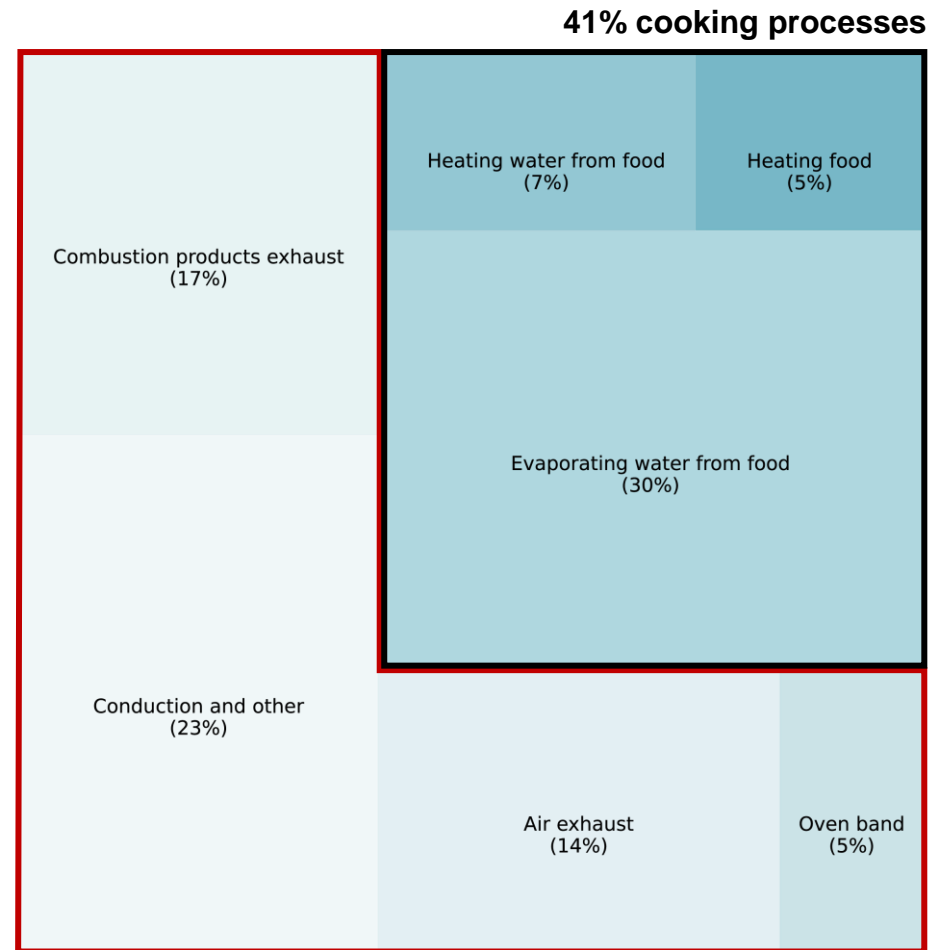 41% cooking processes
Heating water from food
(7%)
Heating food
(5%)
Combustion products exhaust
(17%)
Evaporating water from food
(30%)
Conduction and other
(23%)
Air exhaust
(14%)
Oven band
(5%)